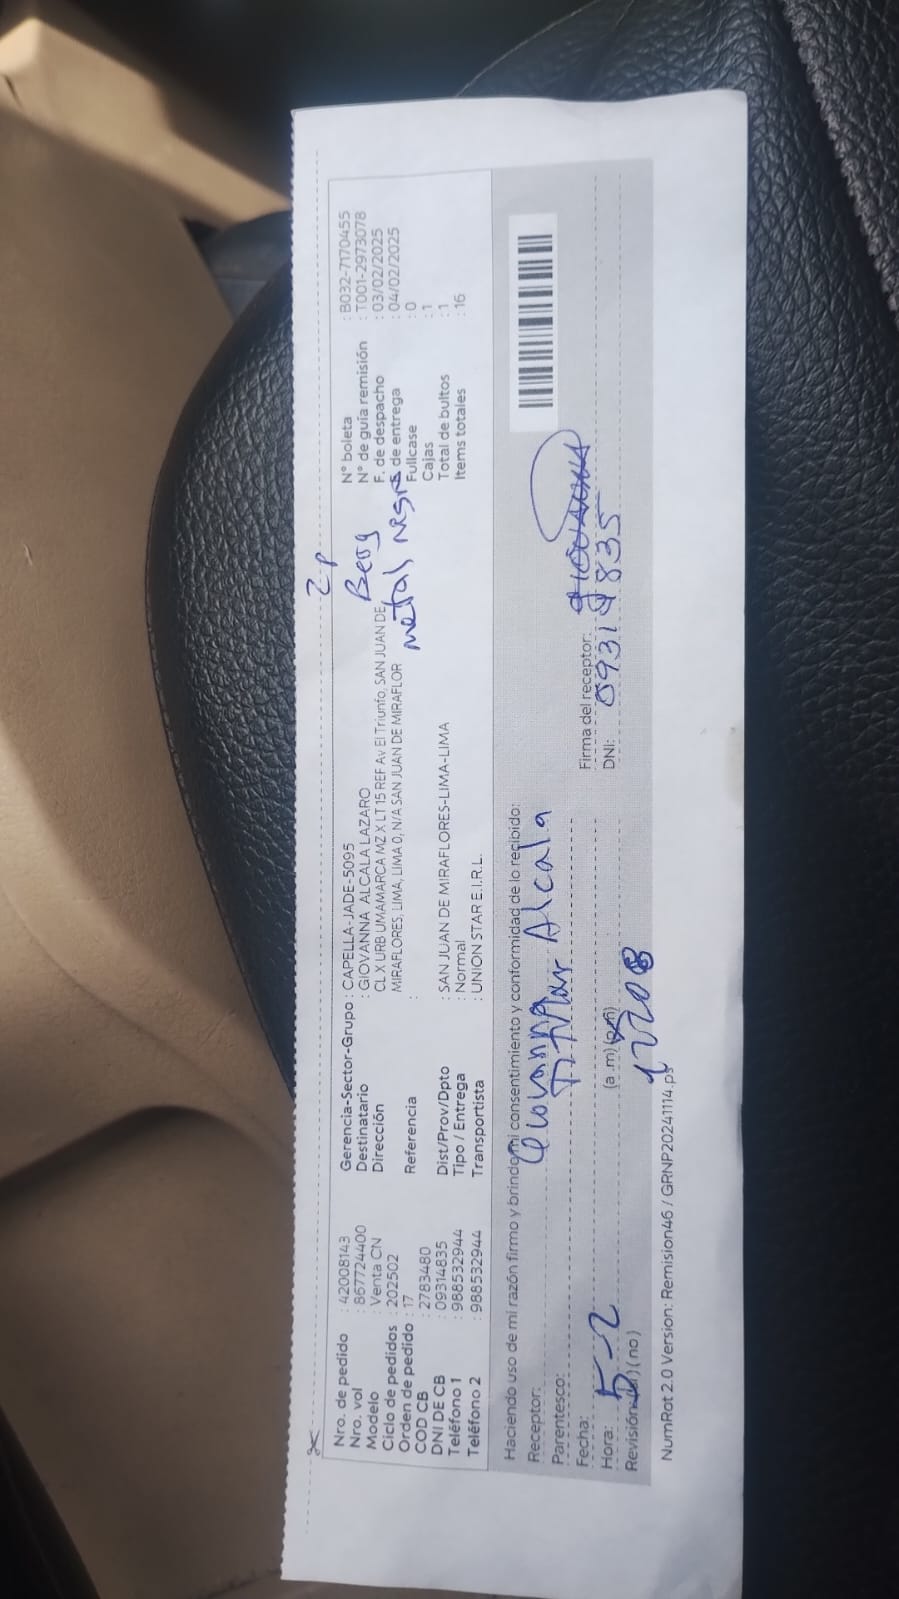 2P
Nro. de pedido : 42008143
Nro. vol : 867724400
Modelo : Venta CN
Ciclo de pedidos : 202502
Orden de pedido : 17
COD CB : 2783480
DNI DE CB : 09314835
Teléfono 1 : 988532944
Teléfono 2 : 988532944
Gerencia-Sector-Grupo : CAPELLA-JADE-5095
Destinatario : GIOVANNA ALCALA LAZARO
Dirección CL X URB UMAMARCA MZ X LT 15 REF Av El Triunfo, SAN JUAN DE
MIRAFLORES, LIMA, LIMA 0, N/A SAN JUAN DE MIRAFLOR
Referencia :
Dist/Prov/Dpto : SAN JUAN DE MIRAFLORES-LIMA-LIMA
Tipo / Entrega : Normal
Transportista : UNION STAR E.I.R.L.
metal negra
N° boleta : B032-7170455
N° de guía remisión : T001-2973078
F. de despacho : 03/02/2025
F. de entrega : 04/02/2025
Fullcase : 0
Cajas : 1
Total de bultos : 1
Items totales : 16
Haciendo uso de mi razón firmo y brindo mi consentimiento y conformidad de lo recibido:
Receptor: Giovanna Alcala
Parentesco: Titular
Fecha: 5-2
Hora: (a.m)(p.m)
Revisión: (si) (no)
Firma del receptor: Giovanna
DNI: 09314835
NumRot 2.0 Version: Remision46 / GRNP20241114.ps